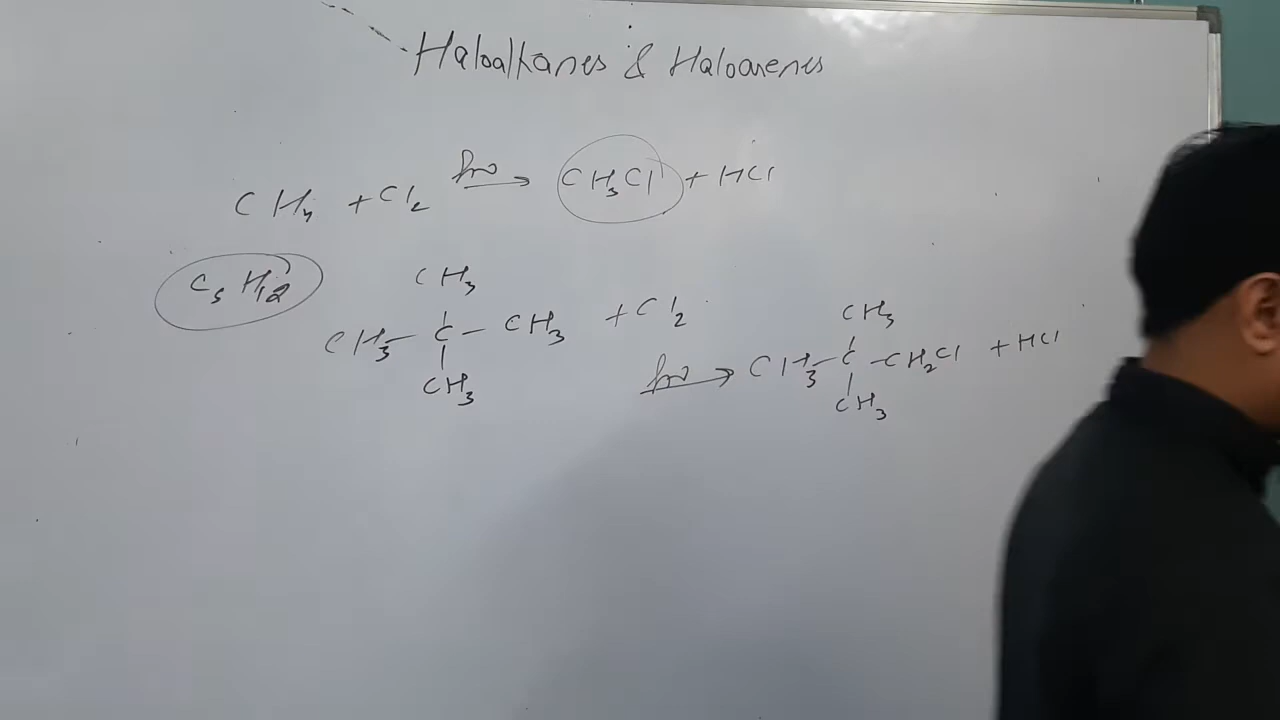 Haloalkanes & Haloarenes
CH₄ + Cl₂ hν → CH₃Cl + HCl
C₅H₁₂
CH₃
CH₃ – C – CH₃ + Cl₂
CH₃
hν →
CH₃
CH₃ – C – CH₂Cl + HCl
CH₃